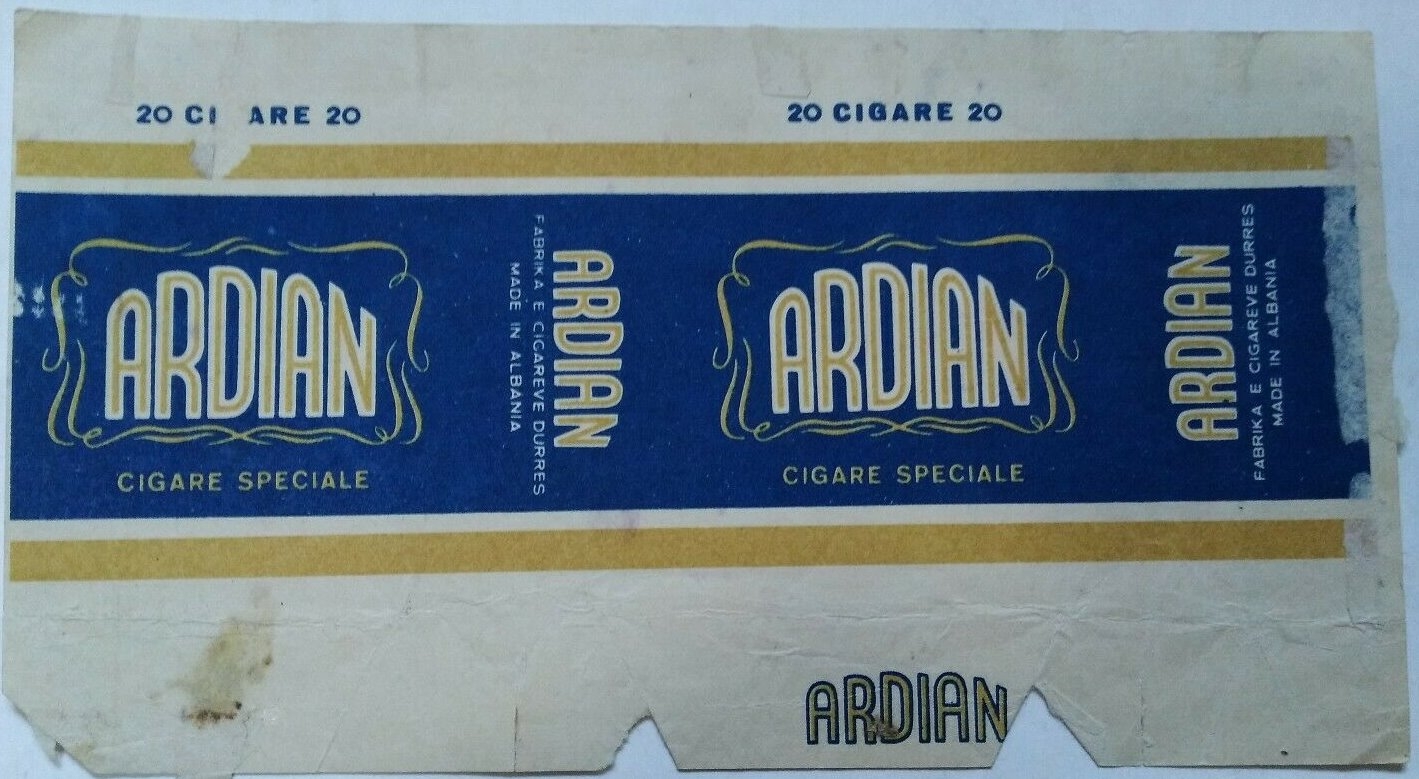 20 CI ARE 20
20 CIGARE 20
ARDIAN
CIGARE SPECIALE
ARDIAN
FABRIKA E CIGAREVE DURRES
MADE IN ALBANIA
ARDIAN
CIGARE SPECIALE
ARDIAN
FABRIKA E CIGAREVE DURRES
MADE IN ALBANIA
ARDIAN